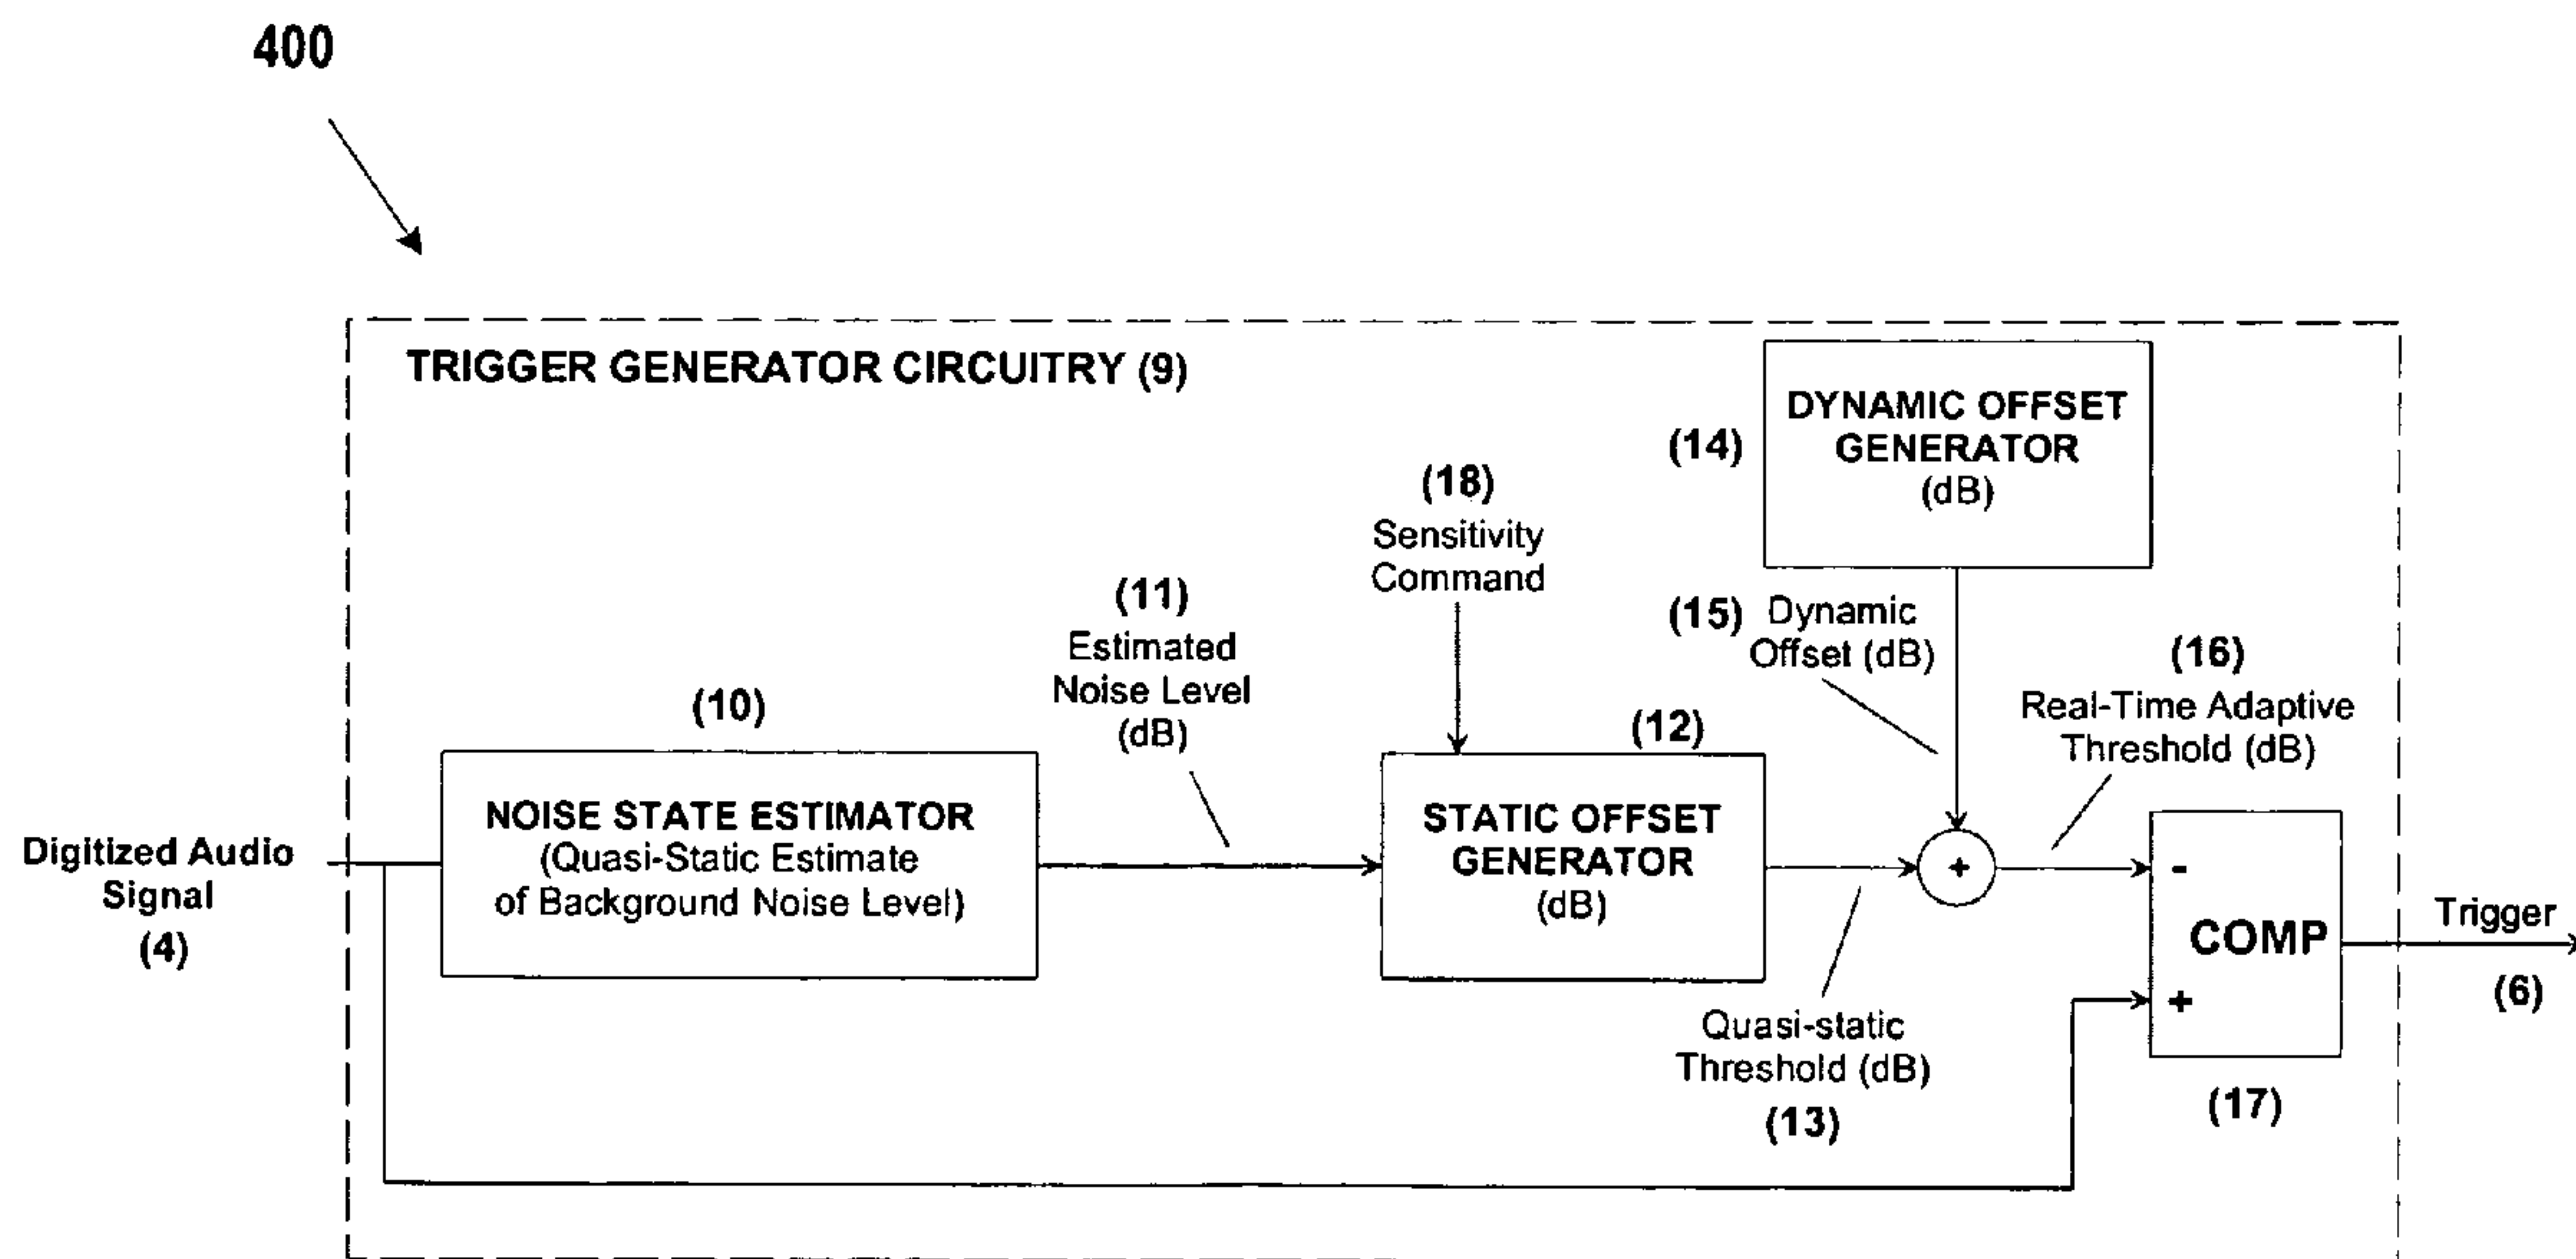 400
TRIGGER GENERATOR CIRCUITRY (9)
DYNAMIC OFFSET
GENERATOR
(dB)
(14)
(18)
Sensitivity
Command
(15) Dynamic
Offset (dB)
(11)
Estimated
Noise Level
(dB)
(16)
Real-Time Adaptive
Threshold (dB)
(10)
(12)
NOISE STATE ESTIMATOR
(Quasi-Static Estimate
of Background Noise Level)
STATIC OFFSET
GENERATOR
(dB)
Digitized Audio
Signal
(4)
+
-
COMP
+
Trigger
(6)
Quasi-static
Threshold (dB)
(13)
(17)